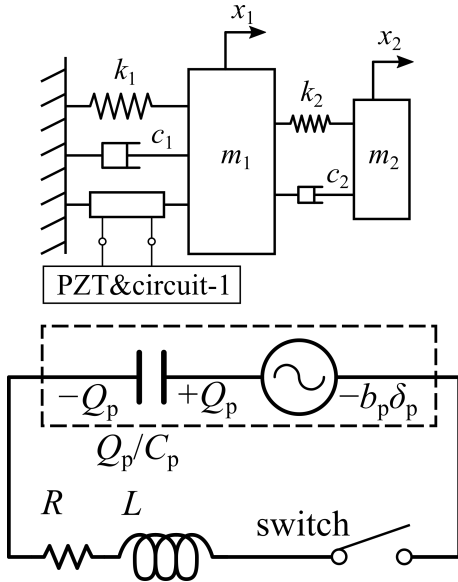 x₁
x₂
k₁
k₂
c₁
m₁
c₂
m₂
PZT&circuit-1
−Qₚ +Qₚ −bₚδₚ
Qₚ/Cₚ
R L switch